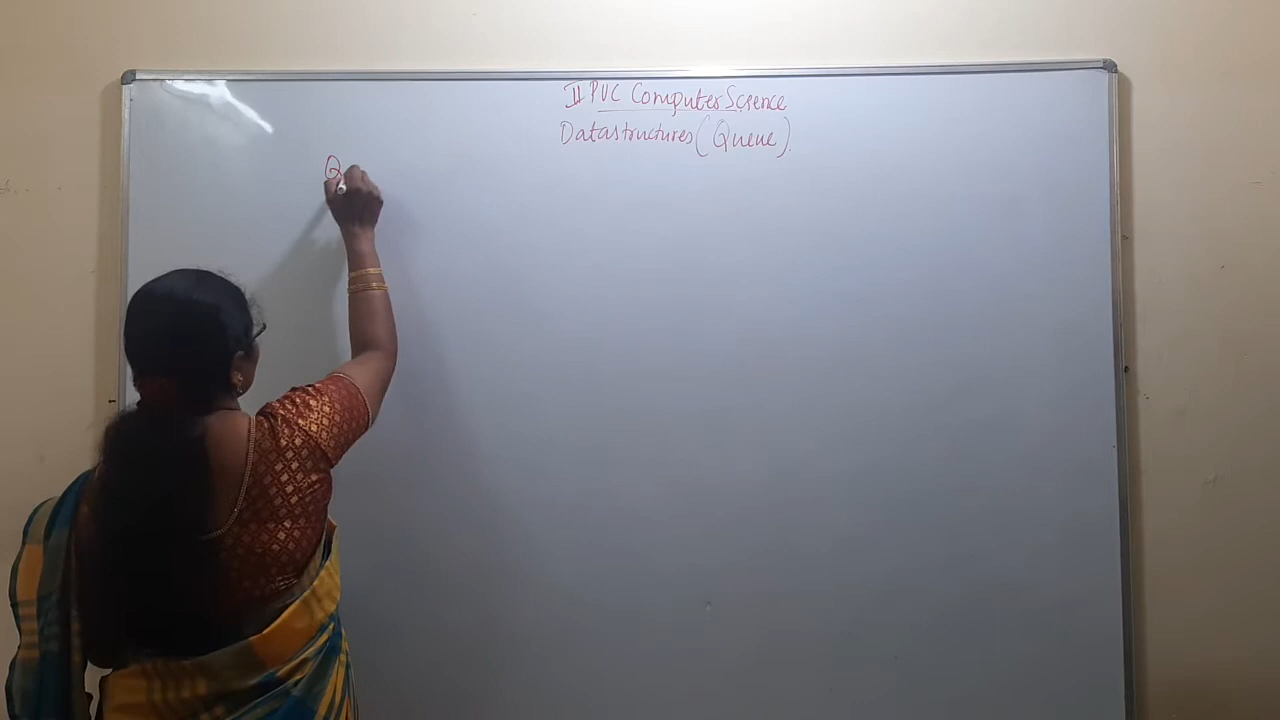 II PUC Computer Science
Datastructures (Queue).
Q